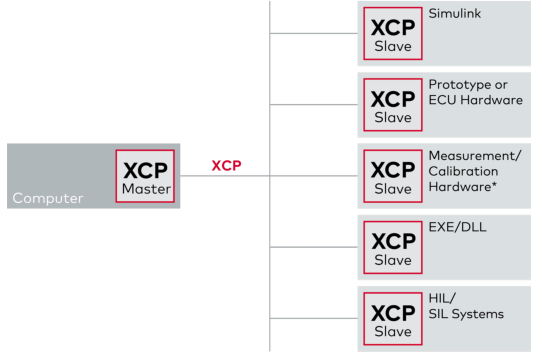 XCP
Slave
Simulink
XCP
Slave
Prototype or
ECU Hardware
Computer
XCP
Master
XCP
XCP
Slave
Measurement/
Calibration
Hardware*
XCP
Slave
EXE/DLL
XCP
Slave
HIL/
SIL Systems